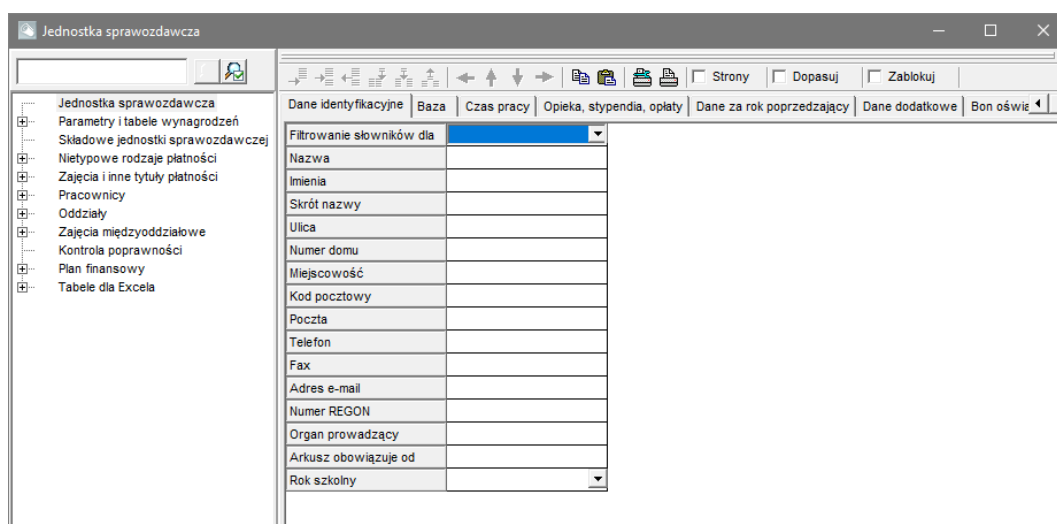 Jednostka sprawozdawcza
Strony Dopasuj Zablokuj
Jednostka sprawozdawcza
Parametry i tabele wynagrodzeń
Składowe jednostki sprawozdawczej
Nietypowe rodzaje płatności
Zajęcia i inne tytuły płatności
Pracownicy
Oddziały
Zajęcia międzyoddziałowe
Kontrola poprawności
Plan finansowy
Tabele dla Excela
Dane identyfikacyjne Baza Czas pracy Opieka, stypendia, opłaty Dane za rok poprzedzający Dane dodatkowe Bon oświa
Filtrowanie słowników dla
Nazwa
Imienia
Skrót nazwy
Ulica
Numer domu
Miejscowość
Kod pocztowy
Poczta
Telefon
Fax
Adres e-mail
Numer REGON
Organ prowadzący
Arkusz obowiązuje od
Rok szkolny